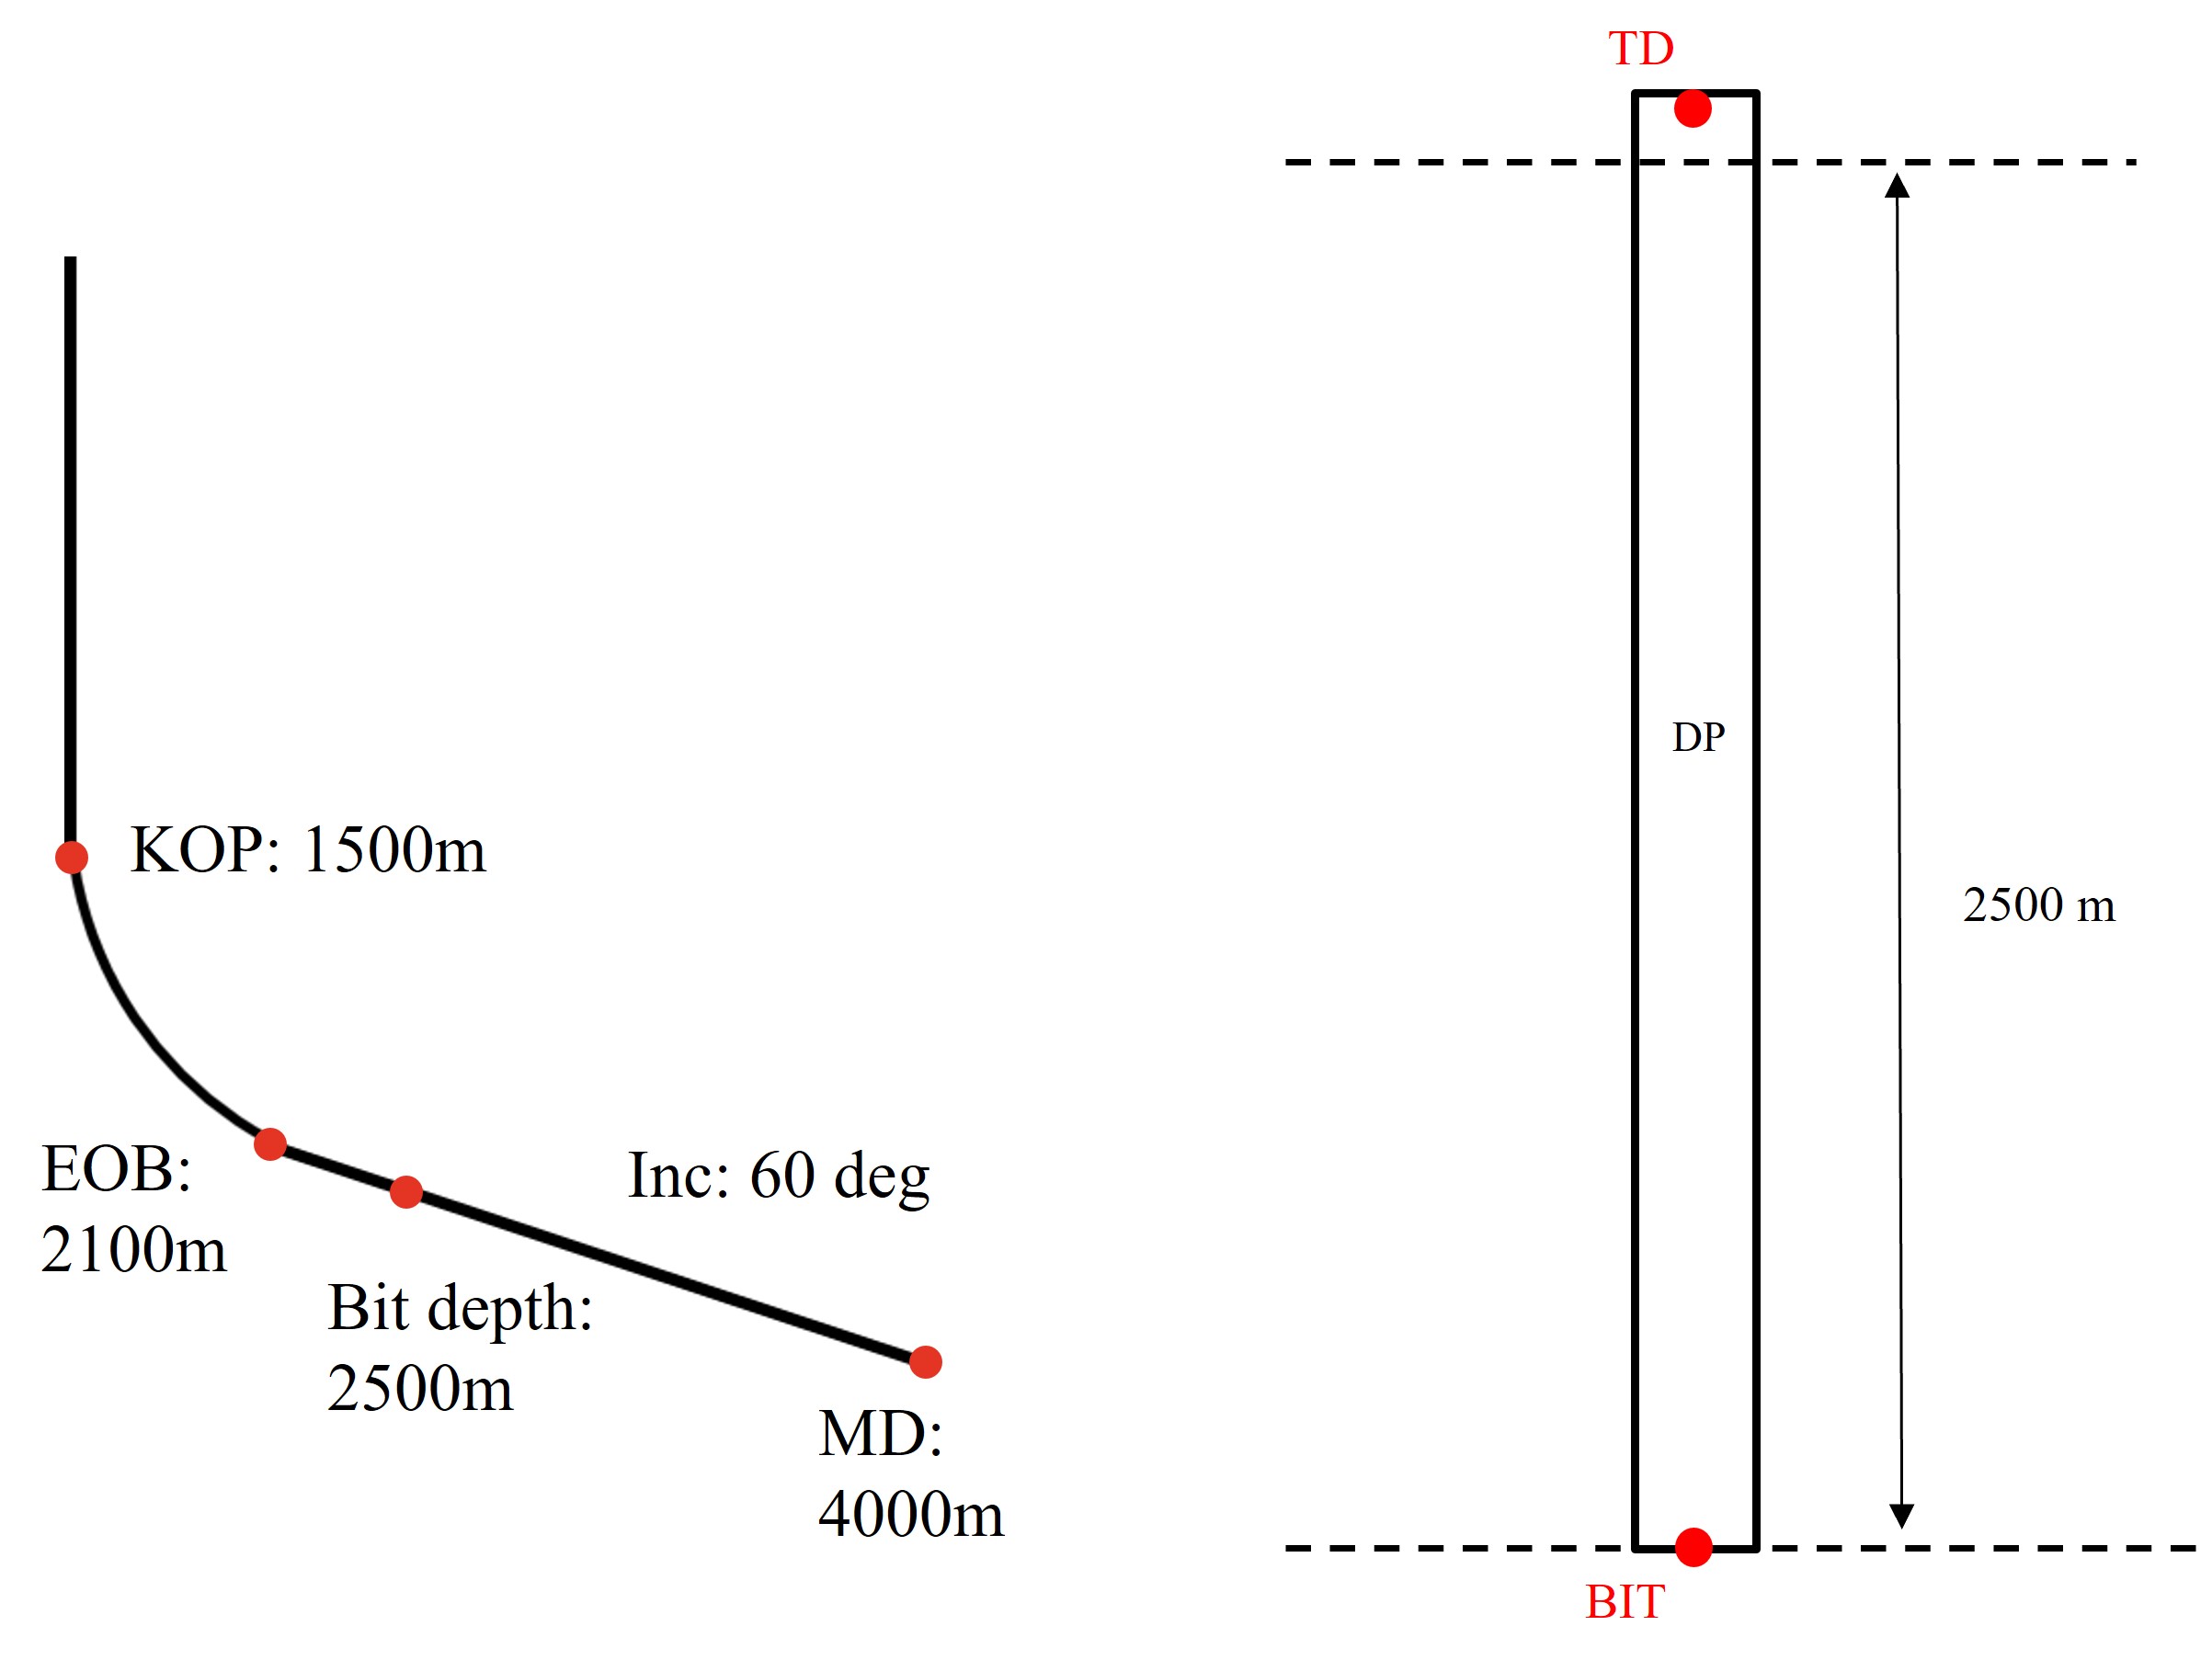 KOP: 1500m
EOB:
2100m
Bit depth:
2500m
Inc: 60 deg
MD:
4000m
TD
DP
2500 m
BIT